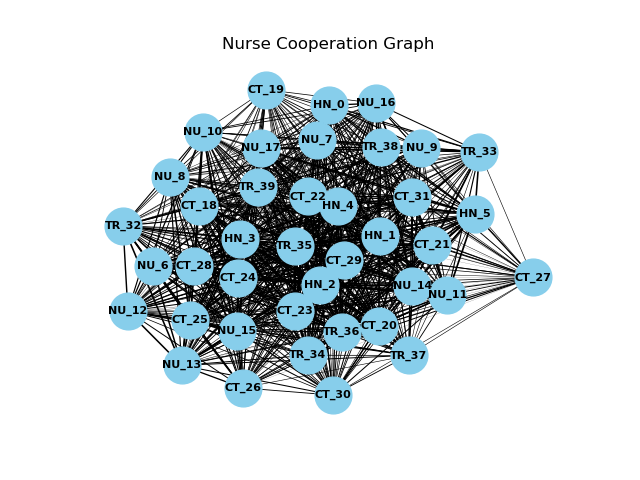 Nurse Cooperation Graph
CT_19
HN_0
NU_16
NU_10
NU_7
NU_17
TR_38
NU_9
TR_33
NU_8
TR_39
CT_22
CT_31
CT_18
HN_4
HN_5
TR_32
HN_3
HN_1
TR_35
CT_21
NU_6
CT_28
CT_29
CT_24
CT_27
HN_2
NU_14
NU_11
NU_12
CT_23
CT_25
NU_15
TR_36
CT_20
TR_34
TR_37
NU_13
CT_26
CT_30